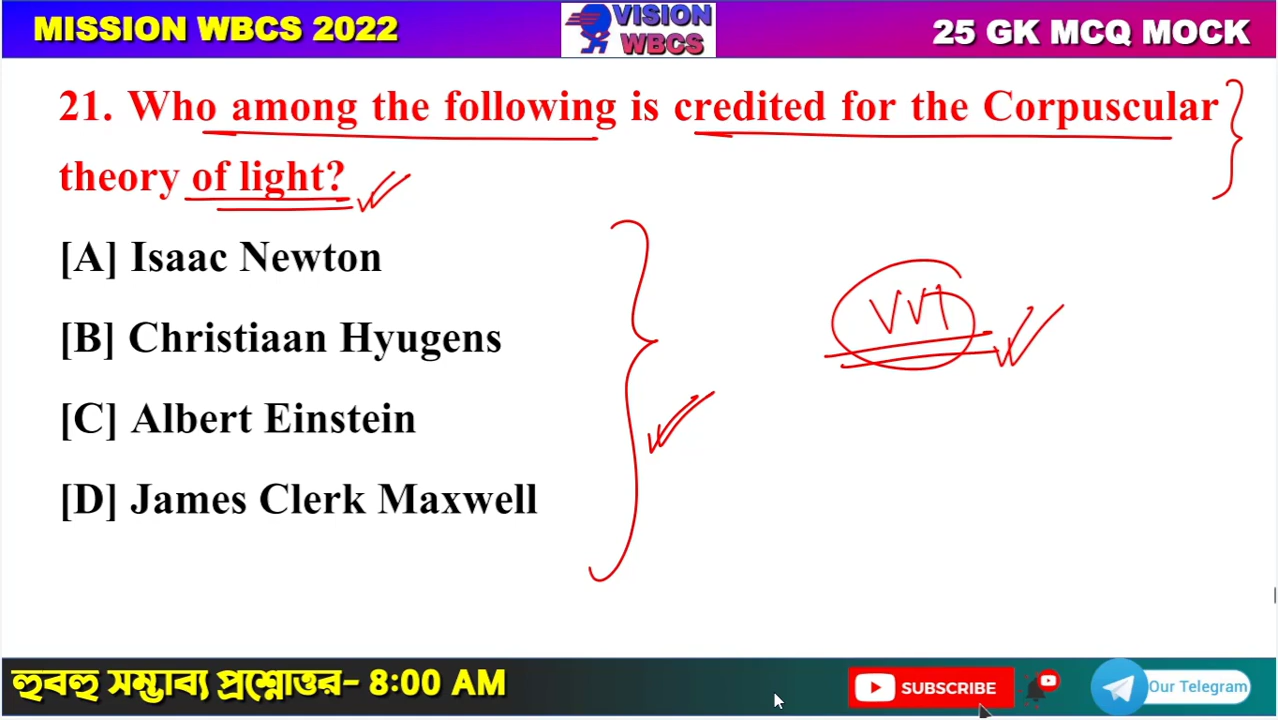 MISSION WBCS 2022
VISION
WBCS
25 GK MCQ MOCK
21. Who among the following is credited for the Corpuscular
theory of light?
[A] Isaac Newton
VVI
[B] Christiaan Hyugens
[C] Albert Einstein
[D] James Clerk Maxwell
হুবহু সম্ভাব্য প্রশ্নোত্তর- 8:00 AM
SUBSCRIBE
Our Telegram